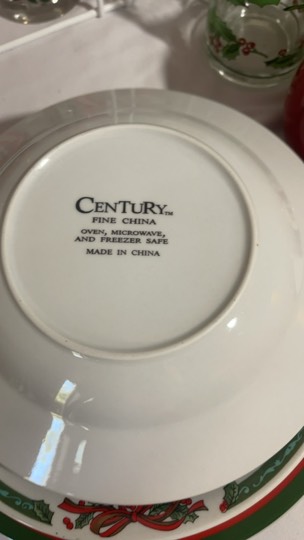 CENTURY™
FINE CHINA
OVEN, MICROWAVE,
AND FREEZER SAFE
MADE IN CHINA